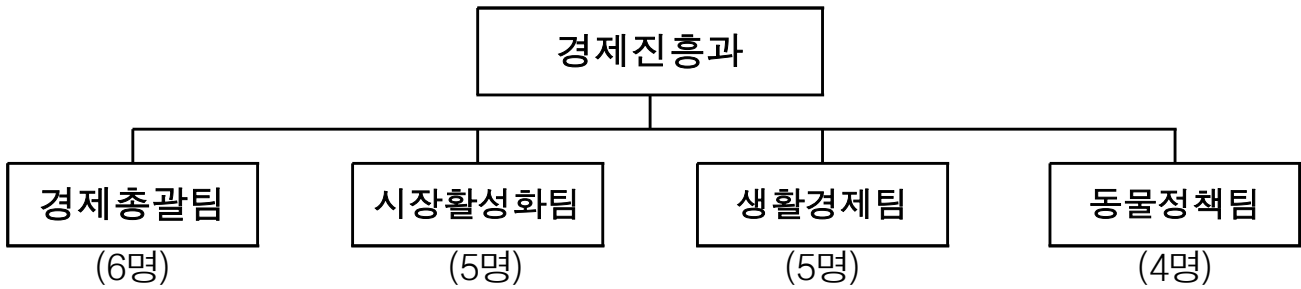 경제진흥과
경제총괄팀 시장활성화팀 생활경제팀 동물정책팀
(6명) (5명) (5명) (4명)